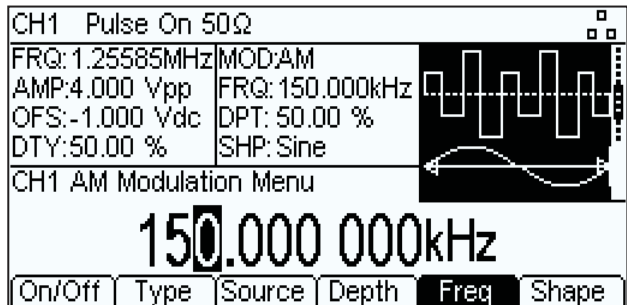 CH1 Pulse On 50Ω
FRQ:1.25585MHz MOD:AM
AMP:4.000 Vpp FRQ:150.000kHz
OFS:-1.000 Vdc DPT: 50.00 %
DTY:50.00 % SHP: Sine
CH1 AM Modulation Menu
150.000 000kHz
On/Off Type Source Depth Freq Shape